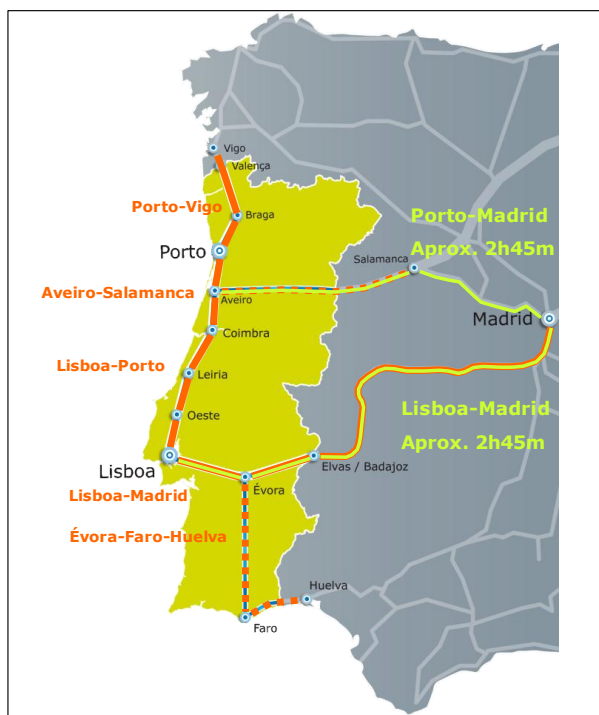 Vigo
Valença
Porto-Vigo
Braga
Porto-Madrid
Aprox. 2h45m
Porto
Salamanca
Aveiro-Salamanca
Aveiro
Madrid
Coimbra
Lisboa-Porto
Leiria
Oeste
Lisboa-Madrid
Aprox. 2h45m
Lisboa
Elvas / Badajoz
Évora
Lisboa-Madrid
Évora-Faro-Huelva
Huelva
Faro